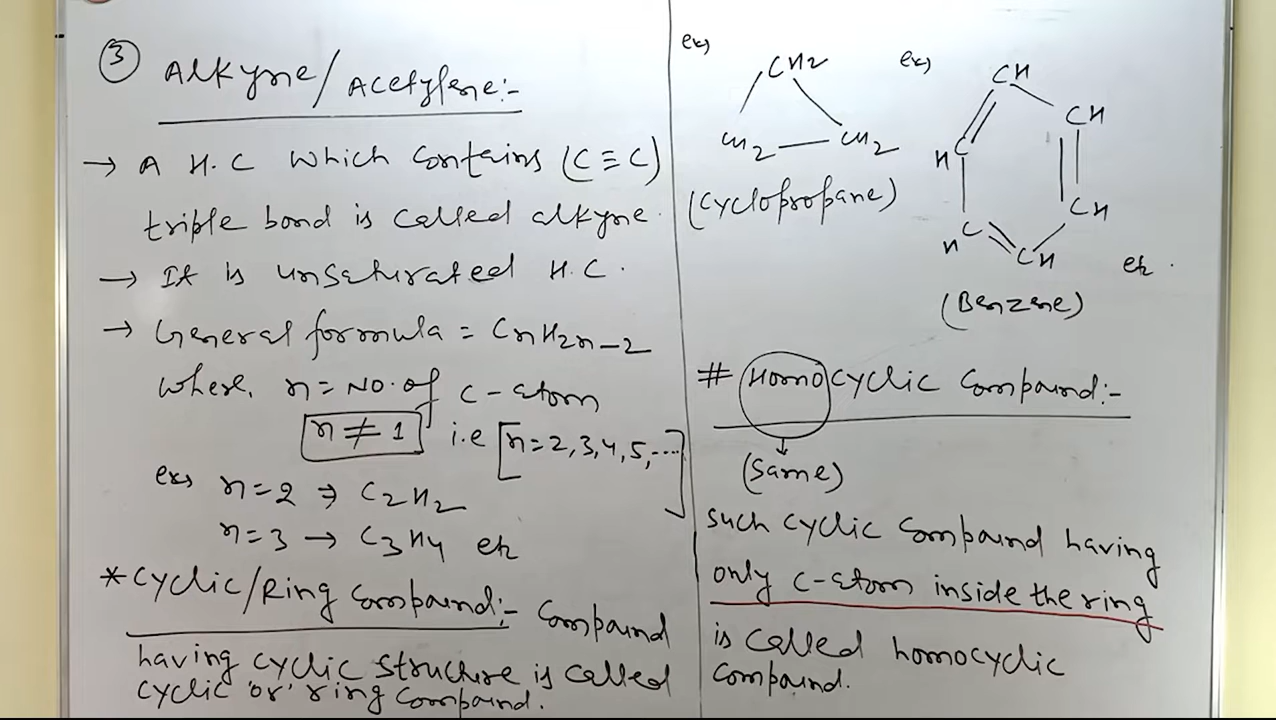 ③ Alkyne/Acetylene:-
→ A H.C which contains (C≡C)
triple bond is called alkyne.
→ It is unsaturated H.C.
→ General formula = CnH2n-2
where, n = No. of C-atom
n ≠ 1 i.e [n=2,3,4,5,....]
ex, n=2 → C2H2
n=3 → C3H4 etc
* Cyclic/Ring compound:- compound
having cyclic structure is called
cyclic 'or' ring compound.
ex,
CH2
CH2 — CH2
(Cyclopropane)
ex,
CH
CH
H C
CH
H C
CH
etc.
(Benzene)
# Homocyclic compound:-
(Same)
such cyclic compound having
only C-atom inside the ring
is called homocyclic
compound.